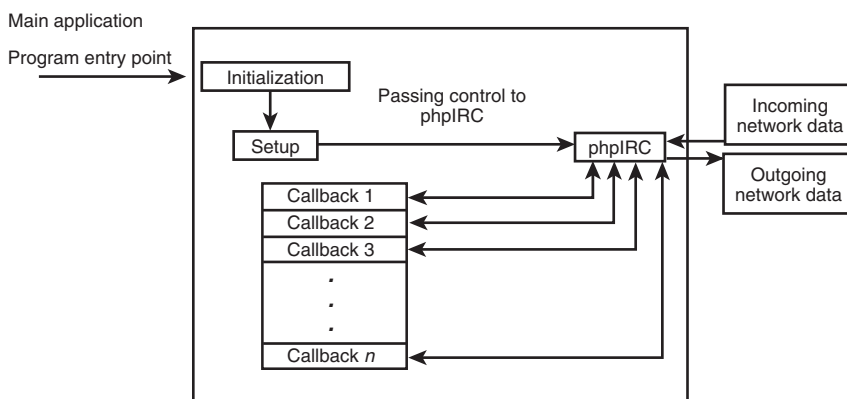 Main application
Program entry point
Initialization
Passing control to
phpIRC
Setup
phpIRC
Incoming
network data
Outgoing
network data
Callback 1
Callback 2
Callback 3
.
.
.
Callback n